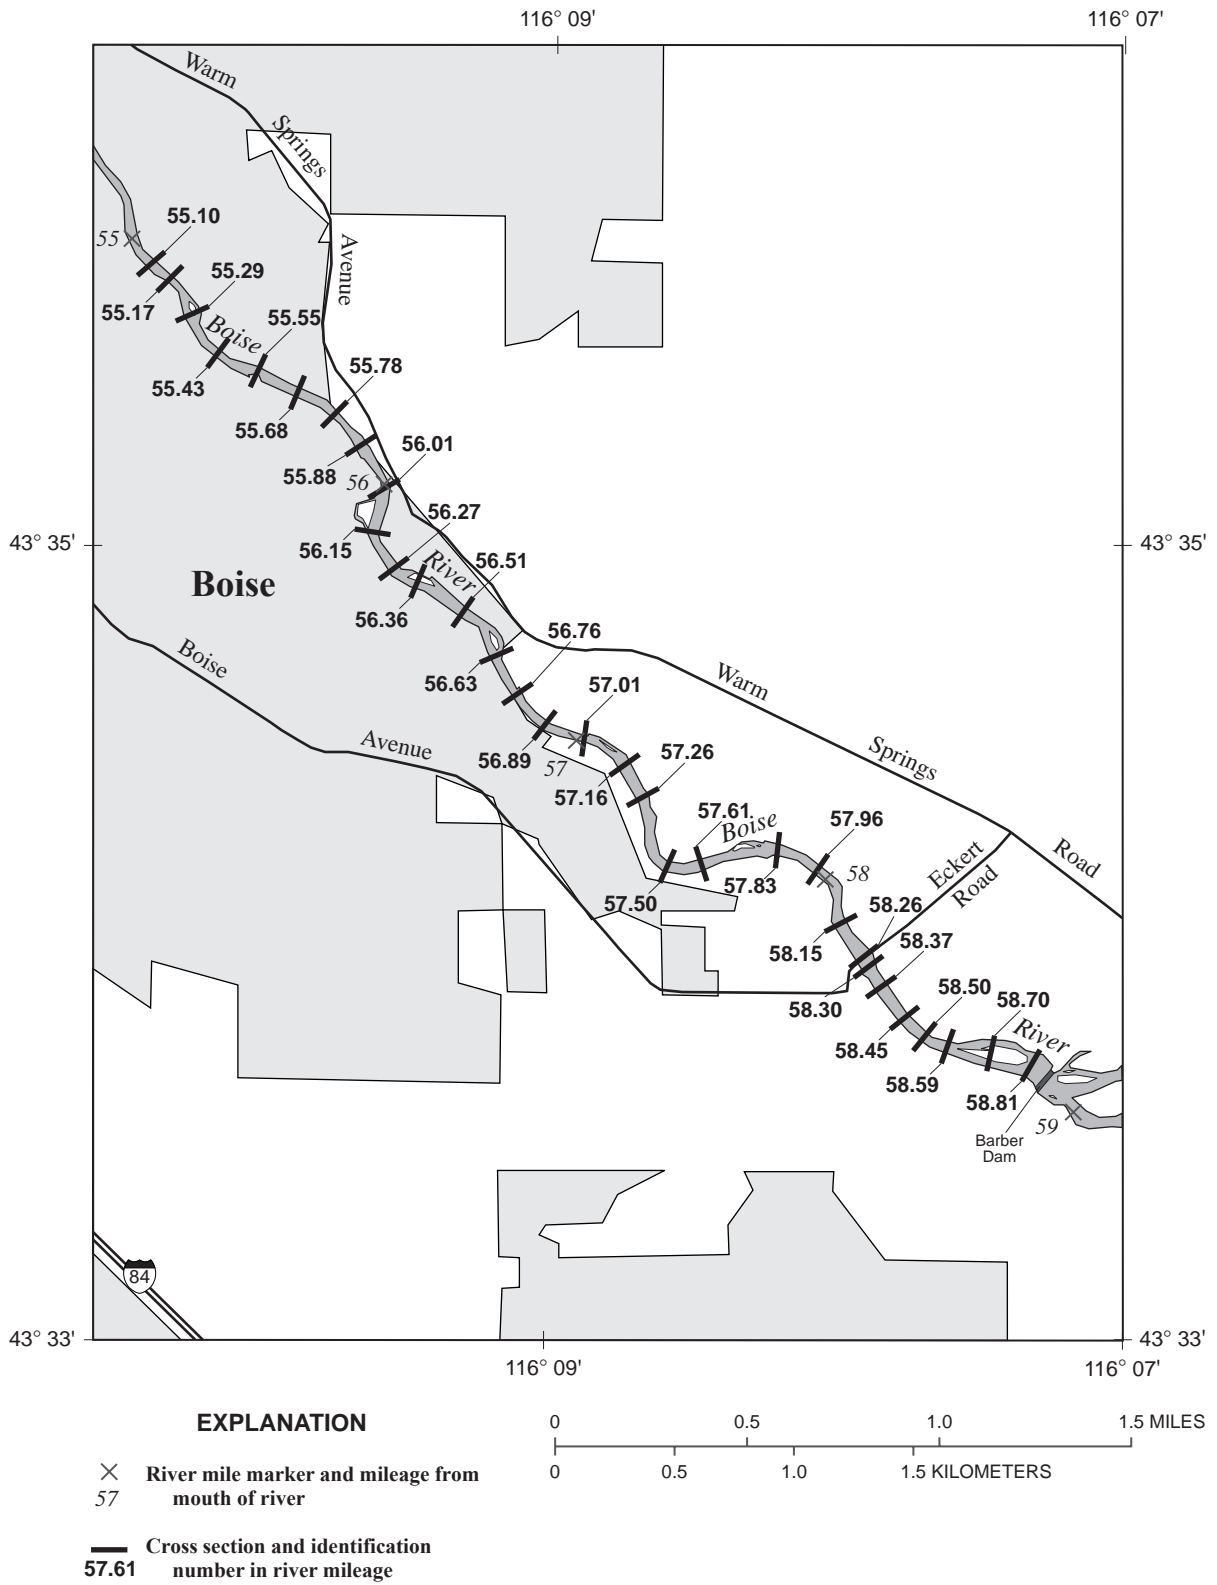 116° 09'
116° 07'
Warm
Springs
Avenue
55
55.10
55.17
55.29
Boise
55.55
55.43
55.78
55.68
56.01
55.88
56
56.27
56.15
43° 35'
43° 35'
River
56.51
Boise
56.36
56.76
Boise
56.63
57.01
Warm
Avenue
56.89
57
57.26
Springs
57.16
57.61
Boise
57.96
57.83
58
Eckert
Road
Road
57.50
58.26
58.15
58.37
58.30
58.50
58.70
River
58.45
58.59
58.81
59
Barber
Dam
84
43° 33'
43° 33'
116° 09'
116° 07'
EXPLANATION
0 0.5 1.0 1.5 MILES
0 0.5 1.0 1.5 KILOMETERS
River mile marker and mileage from
57 mouth of river
Cross section and identification
57.61 number in river mileage